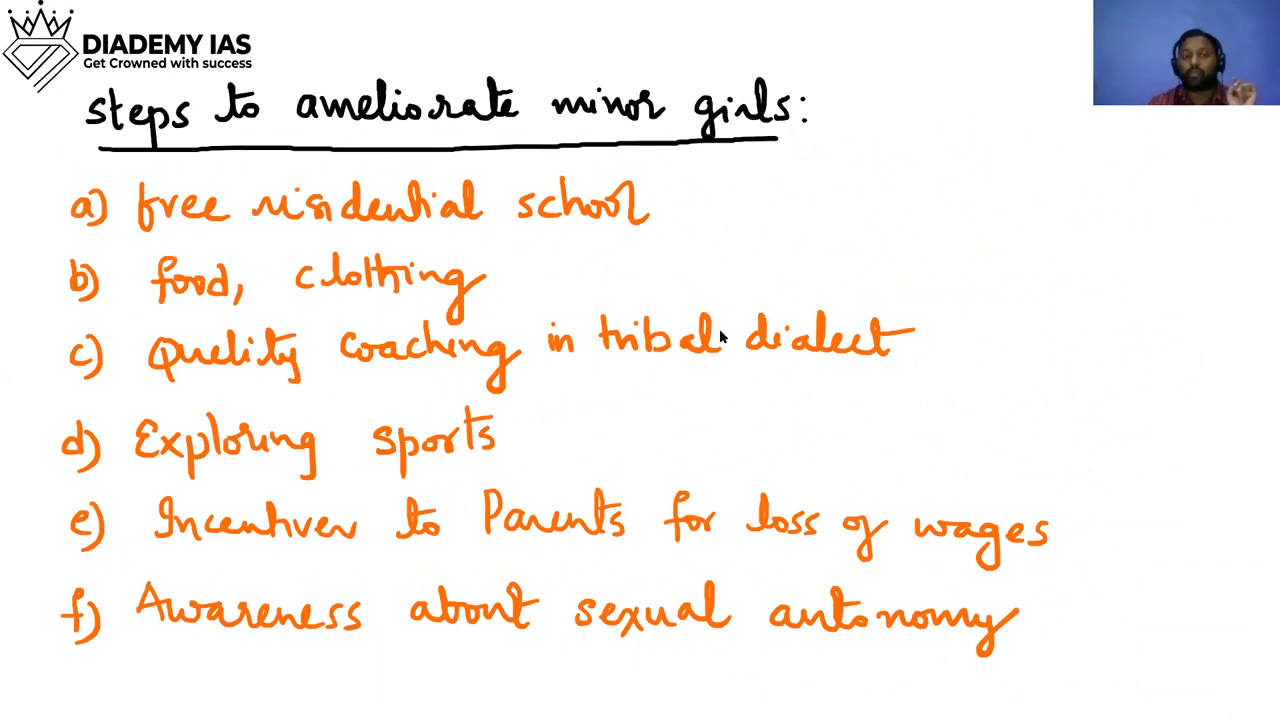 DIADEMY IAS
Get Crowned with success
steps to ameliorate minor girls:
a) free residential school
b) food, clothing
c) Quality coaching in tribal dialect
d) Exploring sports
e) Incentives to Parents for loss of wages
f) Awareness about sexual autonomy